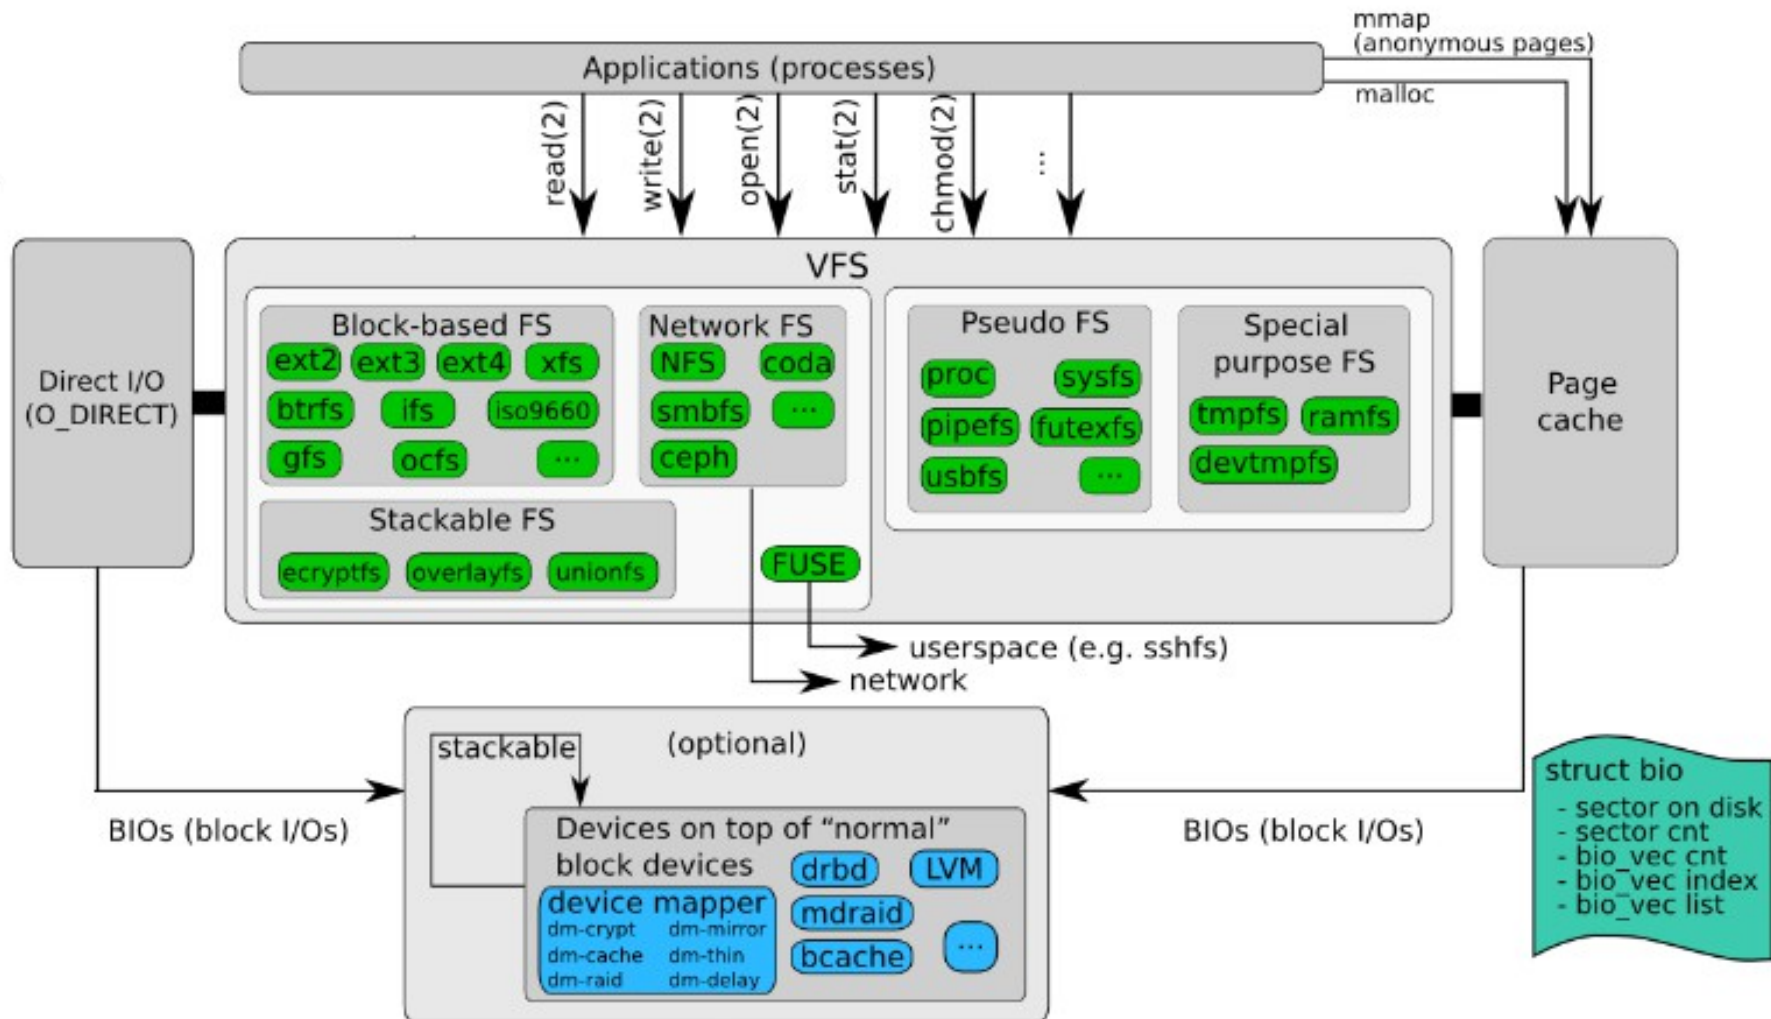 mmap
(anonymous pages)
malloc
Applications (processes)
read(2)
write(2)
open(2)
stat(2)
chmod(2)
...
VFS
Direct I/O
(O_DIRECT)
Block-based FS
ext2 ext3 ext4 xfs
btrfs ifs iso9660
gfs ocfs ...
Network FS
NFS coda
smbfs ...
ceph
Stackable FS
ecryptfs overlayfs unionfs
FUSE
Pseudo FS
proc sysfs
pipefs futexfs
usbfs ...
Special
purpose FS
tmpfs ramfs
devtmpfs
Page
cache
userspace (e.g. sshfs)
network
stackable
(optional)
BIOs (block I/Os)
Devices on top of “normal”
block devices
drbd LVM
mdraid
bcache
...
device mapper
dm-crypt dm-mirror
dm-cache dm-thin
dm-raid dm-delay
BIOs (block I/Os)
struct bio
- sector on disk
- sector cnt
- bio_vec cnt
- bio_vec index
- bio_vec list